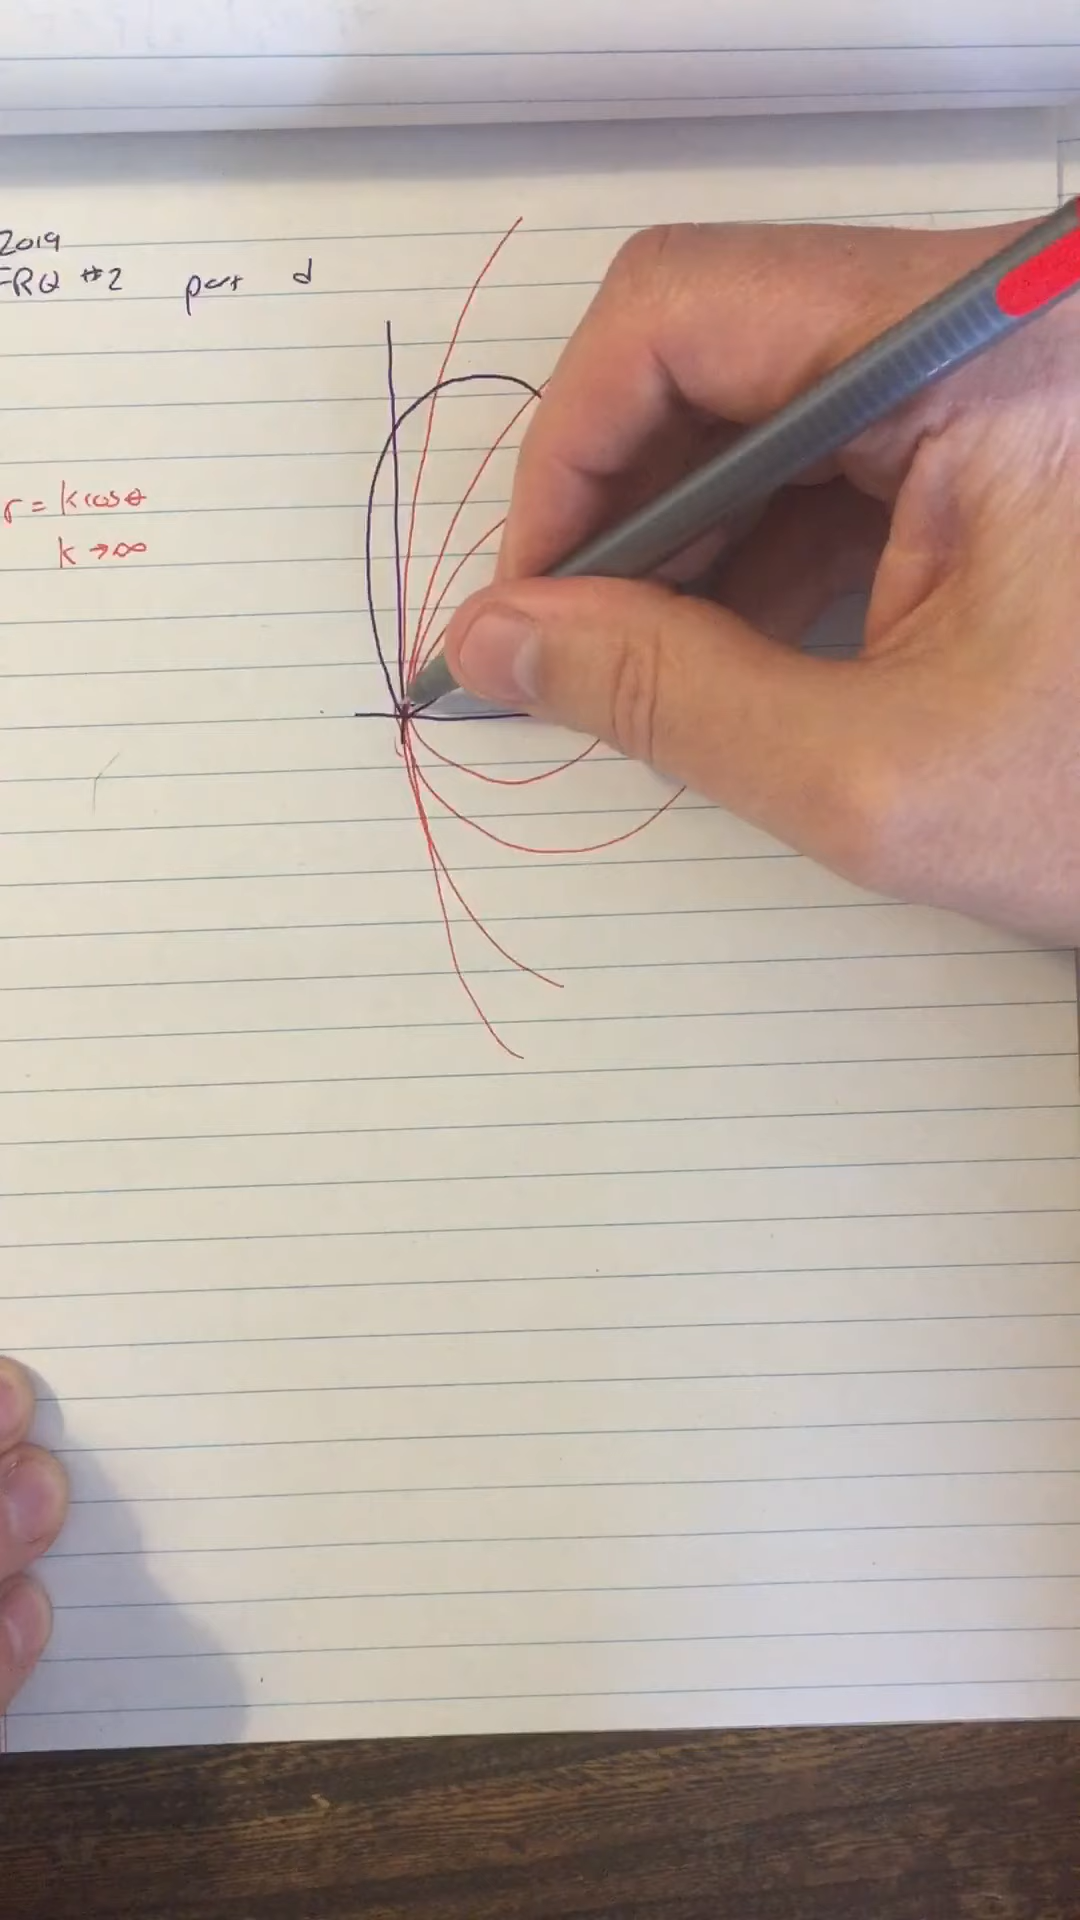 2019
FRQ #2 part d
r = k cos θ
k → ∞